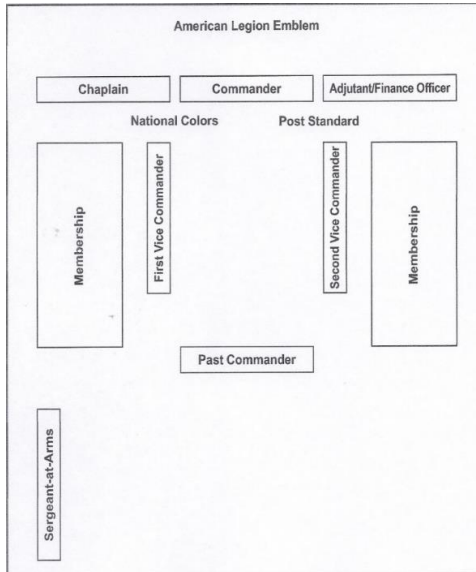 American Legion Emblem
Chaplain
Commander
Adjutant/Finance Officer
National Colors
Post Standard
Membership
First Vice Commander
Second Vice Commander
Membership
Past Commander
Sergeant-at-Arms